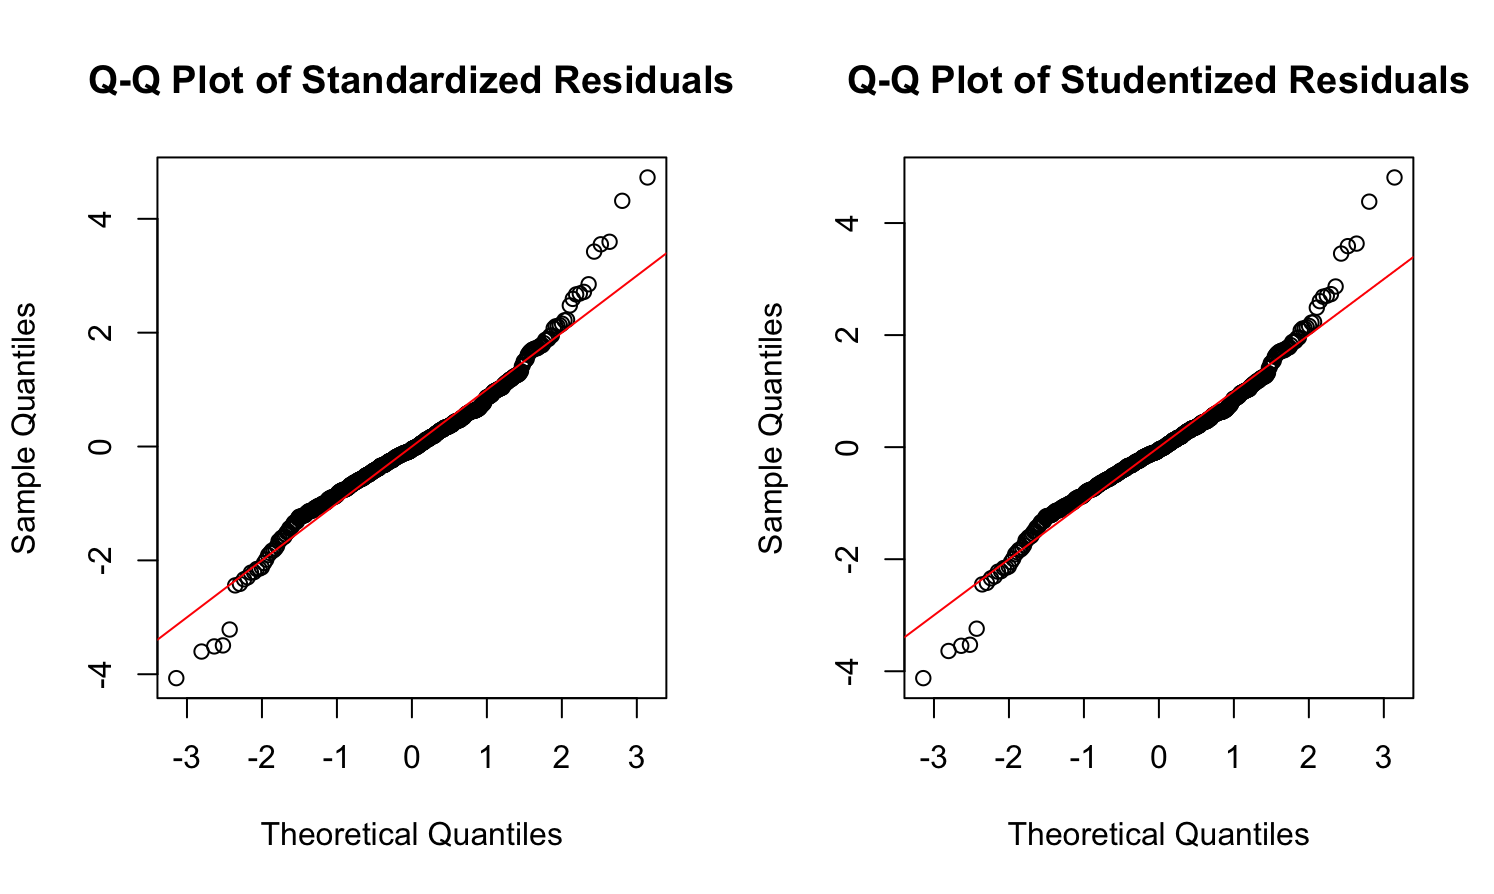 Q-Q Plot of Standardized Residuals
Sample Quantiles
4
2
0
-2
-4
-3 -2 -1 0 1 2 3
Theoretical Quantiles
Q-Q Plot of Studentized Residuals
Sample Quantiles
4
2
0
-2
-4
-3 -2 -1 0 1 2 3
Theoretical Quantiles